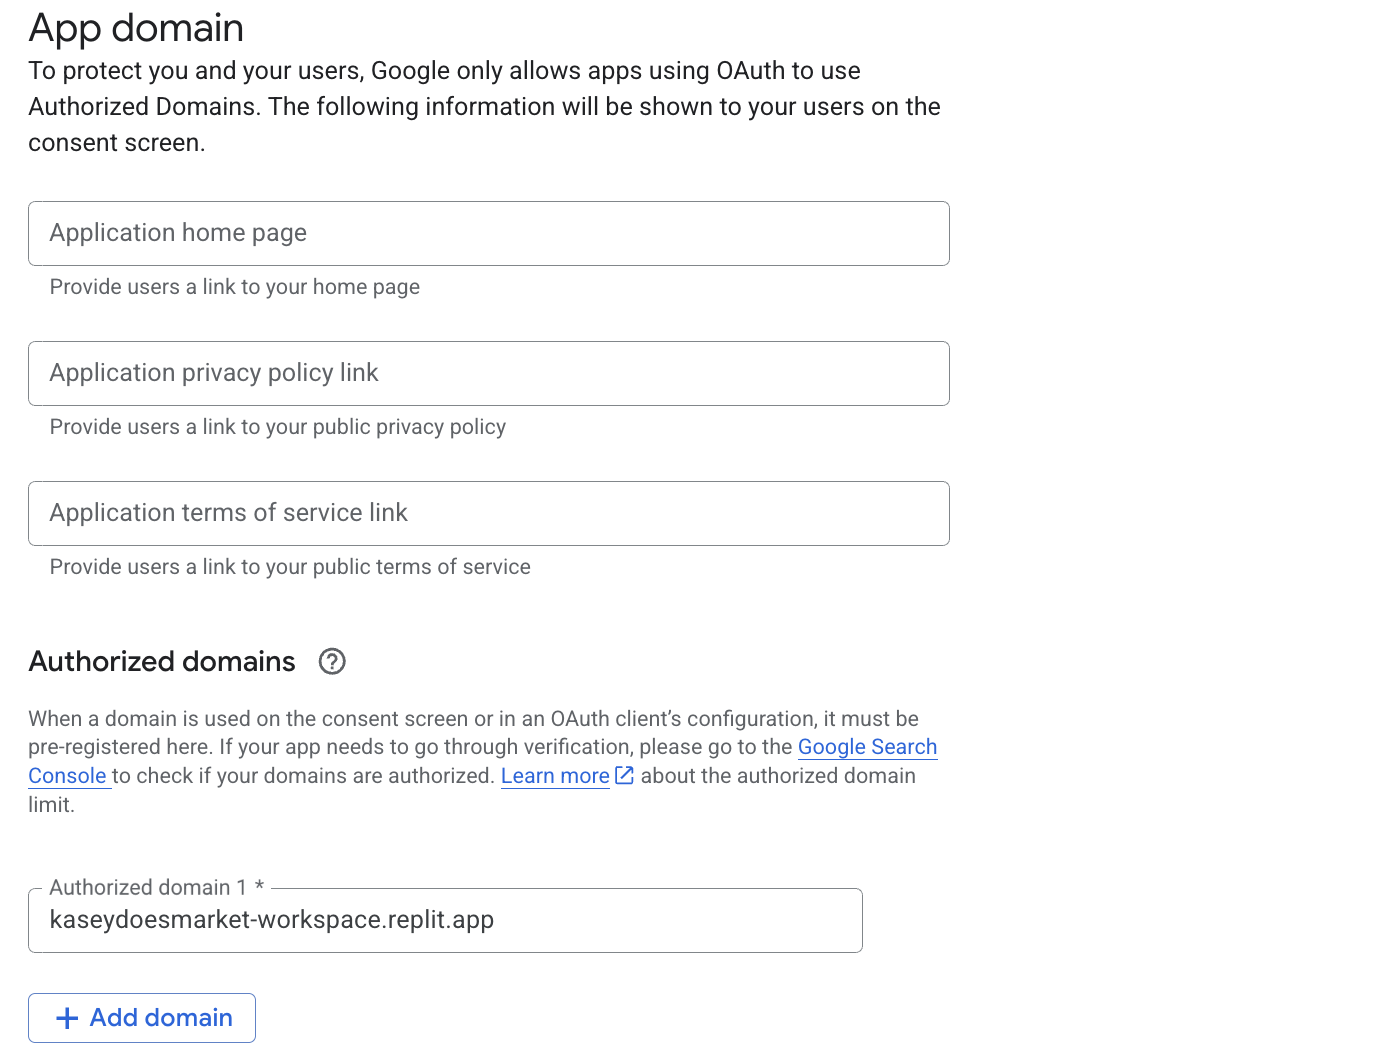 App domain
To protect you and your users, Google only allows apps using OAuth to use
Authorized Domains. The following information will be shown to your users on the
consent screen.
Application home page
Provide users a link to your home page
Application privacy policy link
Provide users a link to your public privacy policy
Application terms of service link
Provide users a link to your public terms of service
Authorized domains
When a domain is used on the consent screen or in an OAuth client’s configuration, it must be
pre-registered here. If your app needs to go through verification, please go to the Google Search
Console to check if your domains are authorized. Learn more about the authorized domain
limit.
Authorized domain 1 *
kaseydoesmarket-workspace.replit.app
+ Add domain